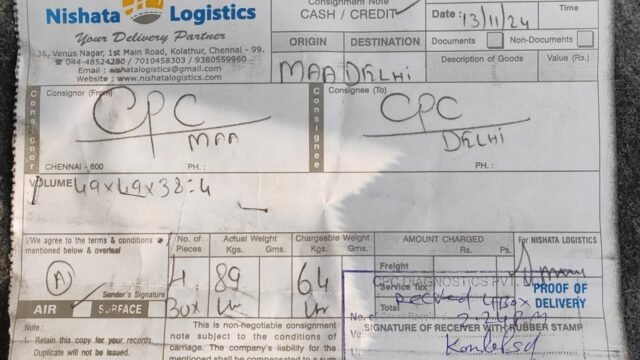 Nishata Logistics
Your Delivery Partner
36, Venus Nagar, 1st Main Road, Kolathur, Chennai - 99.
044-48524280 / 7010458303 / 9380559960
Email : nishatalogistics@gmail.com
Website : www.nishatalogistics.com
Consignment Note
CASH / CREDIT
Date : 13/11/24
Time
ORIGIN DESTINATION
Documents Non-Documents
MAA DELHI
Description of Goods Value (Rs.)
Consignor
Consignor (From)
CPC
MAA
CHENNAI - 600 PH. :
Consignee
Consignee (To)
CPC
DELHI
PH. :
VOLUME 49x49x38=4
I/We agree to the terms & conditions
mentioned below & overleaf
A
Sender's Signature
AIR SURFACE
No. of Pieces
4
Box
Actual Weight
Kgs. Gms.
89
Chargeable Weight
Kgs. Gms.
64
AMOUNT CHARGED
Rs. Ps.
Freight
Service Tax
Total
For NISHATA LOGISTICS
DIAGNOSTICS PVT.
PROOF OF
DELIVERY
4 Box
SIGNATURE OF RECEIVER WITH RUBBER STAMP
Note :
1. Retain this copy for your records.
Duplicate will not be issued.
This is non-negotiable consignment
note subject to the conditions of
carriage. The company's liability for